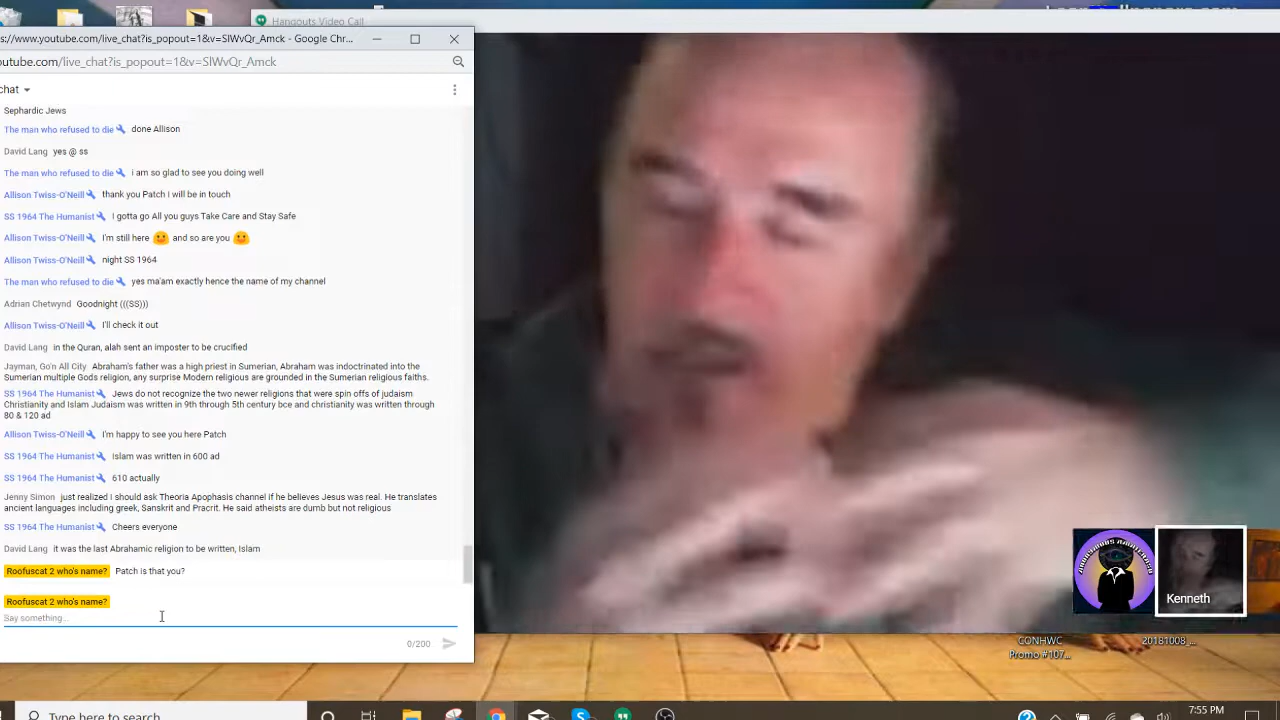 Hangouts Video Call
s://www.youtube.com/live_chat?is_popout=1&v=SlWvQr_Amck - Google Chr...
outube.com/live_chat?is_popout=1&v=SlWvQr_Amck
chat
Sephardic Jews
The man who refused to die done Allison
David Lang yes @ ss
The man who refused to die i am so glad to see you doing well
Allison Twiss-O'Neill thank you Patch I will be in touch
SS 1964 The Humanist I gotta go All you guys Take Care and Stay Safe
Allison Twiss-O'Neill I'm still here and so are you
Allison Twiss-O'Neill night SS 1964
The man who refused to die yes ma'am exactly hence the name of my channel
Adrian Chetwynd Goodnight (((SS)))
Allison Twiss-O'Neill I'll check it out
David Lang in the Quran, alah sent an imposter to be crucified
Jayman, Go'n All City Abraham's father was a high priest in Sumerian, Abraham was indoctrinated into the
Sumerian multiple Gods religion, any surprise Modern religious are grounded in the Sumerian religious faiths.
SS 1964 The Humanist Jews do not recognize the two newer religions that were spin offs of judaism
Christianity and Islam Judaism was written in 9th through 5th century bce and christianity was written through
80 & 120 ad
Allison Twiss-O'Neill I'm happy to see you here Patch
SS 1964 The Humanist Islam was written in 600 ad
SS 1964 The Humanist 610 actually
Jenny Simon just realized I should ask Theoria Apophasis channel if he believes Jesus was real. He translates
ancient languages including greek, Sanskrit and Pracrit. He said atheists are dumb but not religious
SS 1964 The Humanist Cheers everyone
David Lang it was the last Abrahamic religion to be written, Islam
Roofuscat 2 who's name? Patch is that you?
Roofuscat 2 who's name?
Say something...
0/200
Kenneth
CONHWC
Promo #107...
20181008_...
Type here to search
7:55 PM